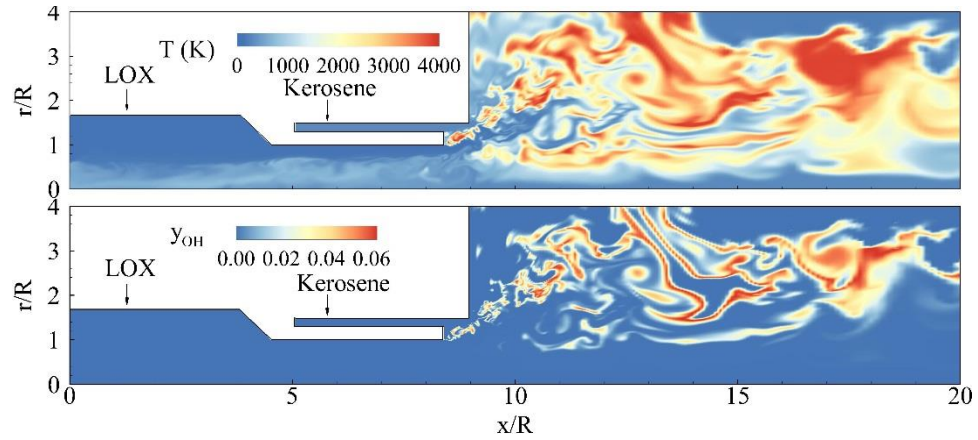 4
T (K)
0 1000 2000 3000 4000
LOX
Kerosene
3
r/R
2
1
0
4
y_OH
0.00 0.02 0.04 0.06
LOX
Kerosene
3
r/R
2
1
0
0 5 10 15 20
x/R